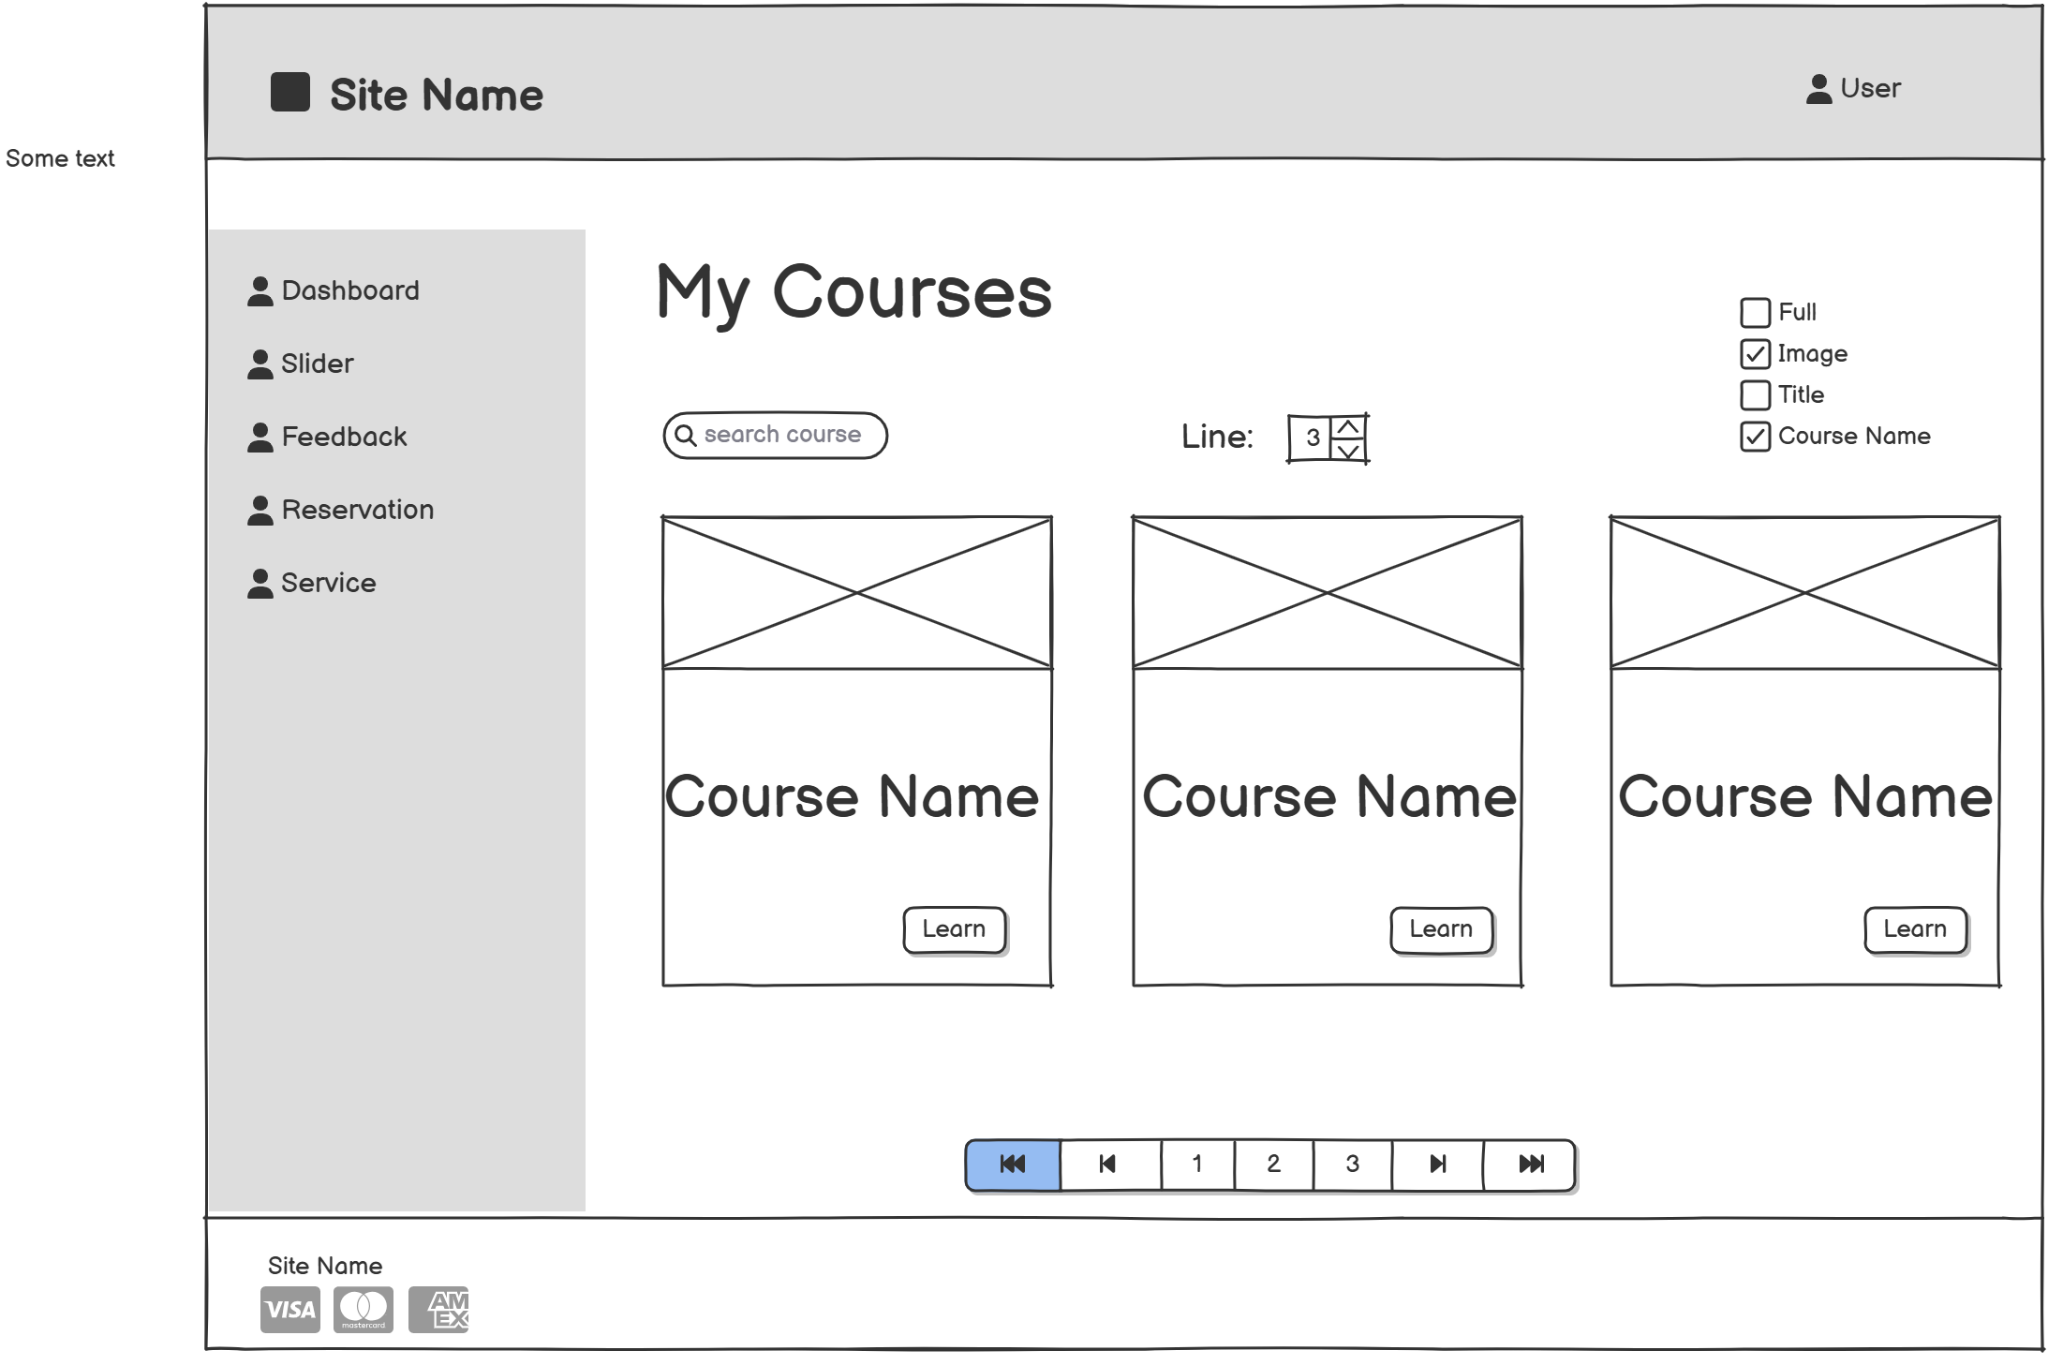 Site Name
User
Some text
Dashboard
Slider
Feedback
Reservation
Service
My Courses
Full
Image
Title
Course Name
search course
Line: 3
Course Name
Learn
Course Name
Learn
Course Name
Learn
1 2 3
Site Name
VISA
mastercard
AM
EX